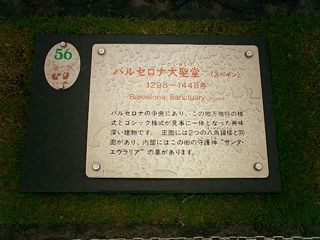 56
バルセロナ大聖堂 (スペイン)
1298〜1448年
Barcelona Sanctuary
バルセロナの中央にあり、この地方独特の様
式とゴシック様式が見事に一体となった興味
深い建物です。 正面には2つの八角鐘楼と回
廊があり、内部にはこの街の守護神“サンタ・
エウラリア”の墓があります。